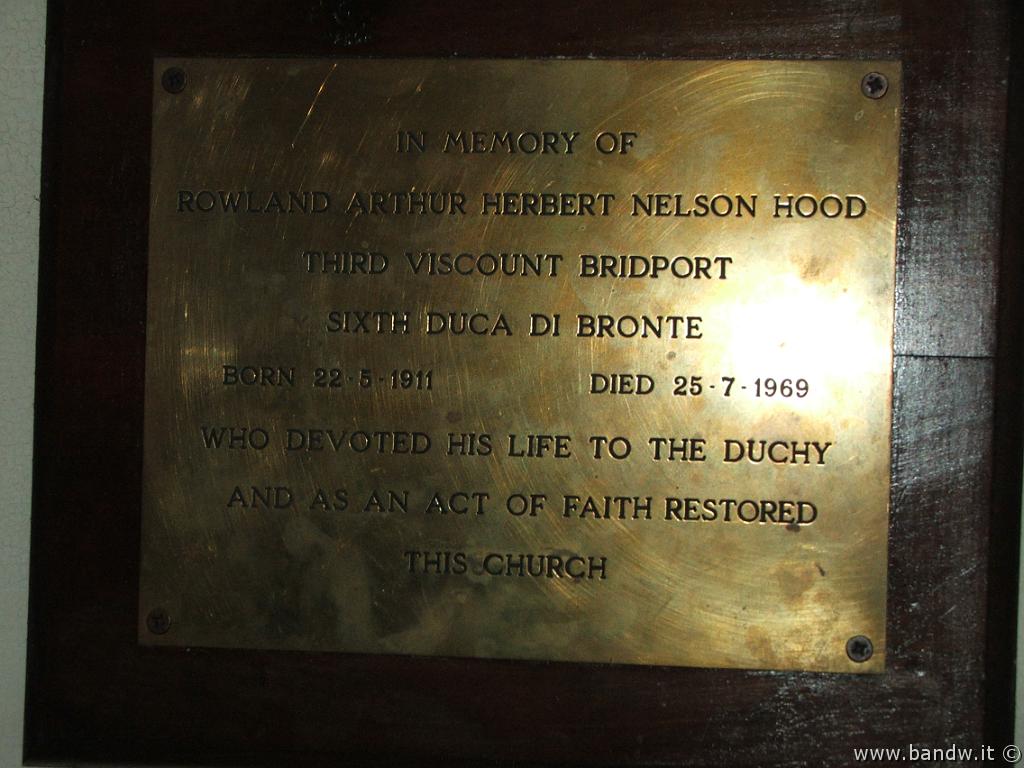 IN MEMORY OF
ROWLAND ARTHUR HERBERT NELSON HOOD
THIRD VISCOUNT BRIDPORT
SIXTH DUCA DI BRONTE
BORN 22-5-1911 DIED 25-7-1969
WHO DEVOTED HIS LIFE TO THE DUCHY
AND AS AN ACT OF FAITH RESTORED
THIS CHURCH
www.bandw.it ©